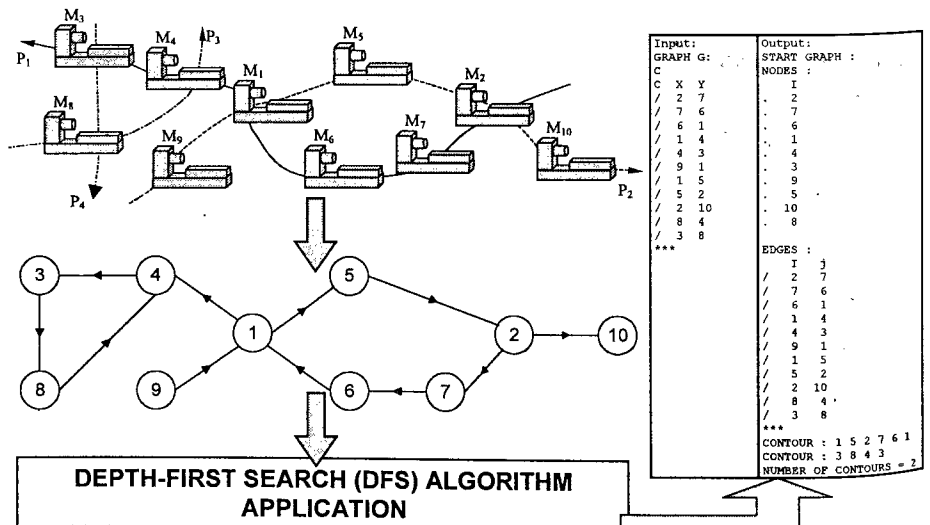 M3
P1
M4
P3
M1
M5
M2
M8
M9
M6
M7
M10
P4
P2
3
4
5
1
2
10
8
9
6
7
DEPTH-FIRST SEARCH (DFS) ALGORITHM
APPLICATION
Input:
GRAPH G:
C
C X Y
/ 2 7
/ 7 6
/ 6 1
/ 1 4
/ 4 3
/ 9 1
/ 1 5
/ 5 2
/ 2 10
/ 8 4
/ 3 8
***
Output:
START GRAPH :
NODES :
I
. 2
. 7
. 6
. 1
. 4
. 3
. 9
. 5
. 10
. 8
EDGES :
I j
/ 2 7
/ 7 6
/ 6 1
/ 1 4
/ 4 3
/ 9 1
/ 1 5
/ 5 2
/ 2 10
/ 8 4
/ 3 8
***
CONTOUR : 1 5 2 7 6 1
CONTOUR : 3 8 4 3
NUMBER OF CONTOURS = 2